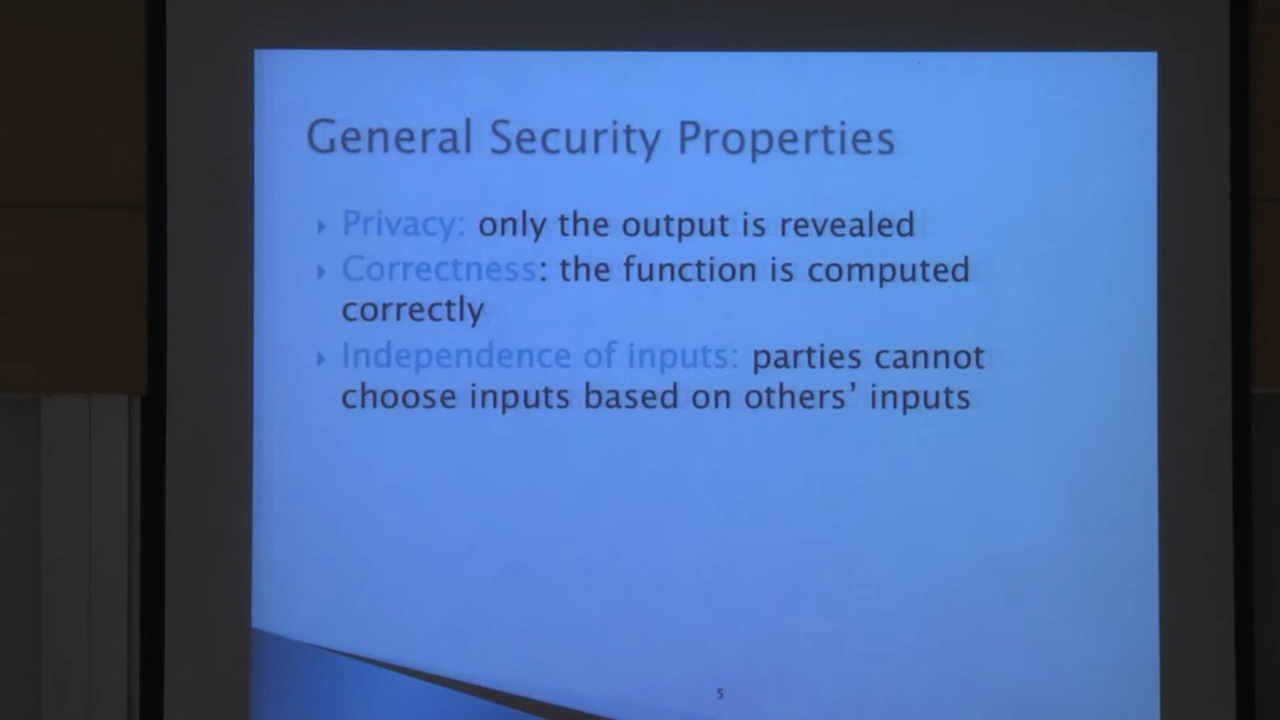 General Security Properties
Privacy: only the output is revealed
Correctness: the function is computed
correctly
Independence of inputs: parties cannot
choose inputs based on others’ inputs
5